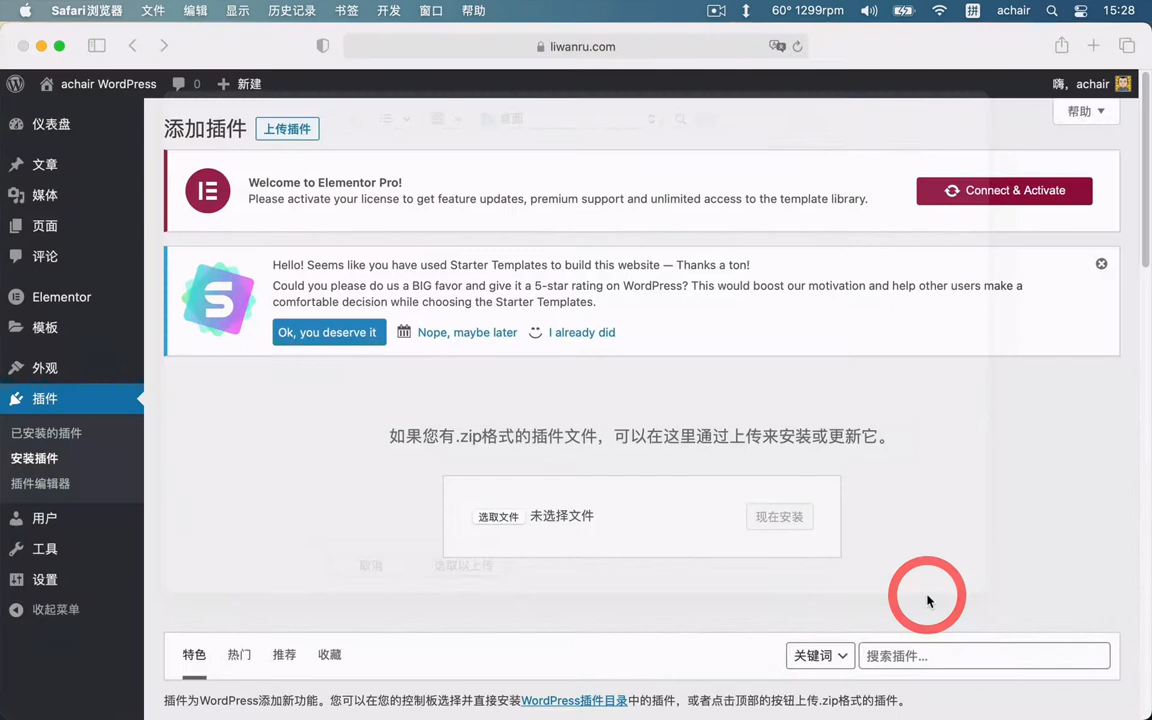 Safari浏览器 文件 编辑 显示 历史记录 书签 开发 窗口 帮助 60° 1299rpm 拼 achair 15:28
liwanru.com
achair WordPress 0 新建 嗨，achair
仪表盘
文章
媒体
页面
评论
Elementor
模板
外观
插件
已安装的插件
安装插件
插件编辑器
用户
工具
设置
收起菜单
添加插件 上传插件 帮助
桌面
Welcome to Elementor Pro!
Please activate your license to get feature updates, premium support and unlimited access to the template library.
Connect & Activate
Hello! Seems like you have used Starter Templates to build this website — Thanks a ton!
Could you please do us a BIG favor and give it a 5-star rating on WordPress? This would boost our motivation and help other users make a
comfortable decision while choosing the Starter Templates.
Ok, you deserve it Nope, maybe later I already did
如果您有.zip格式的插件文件，可以在这里通过上传来安装或更新它。
选取文件 未选择文件 现在安装
取消 选取以上传
特色 热门 推荐 收藏 关键词 搜索插件...
插件为WordPress添加新功能。您可以在您的控制板选择并直接安装WordPress插件目录中的插件，或者点击顶部的按钮上传.zip格式的插件。